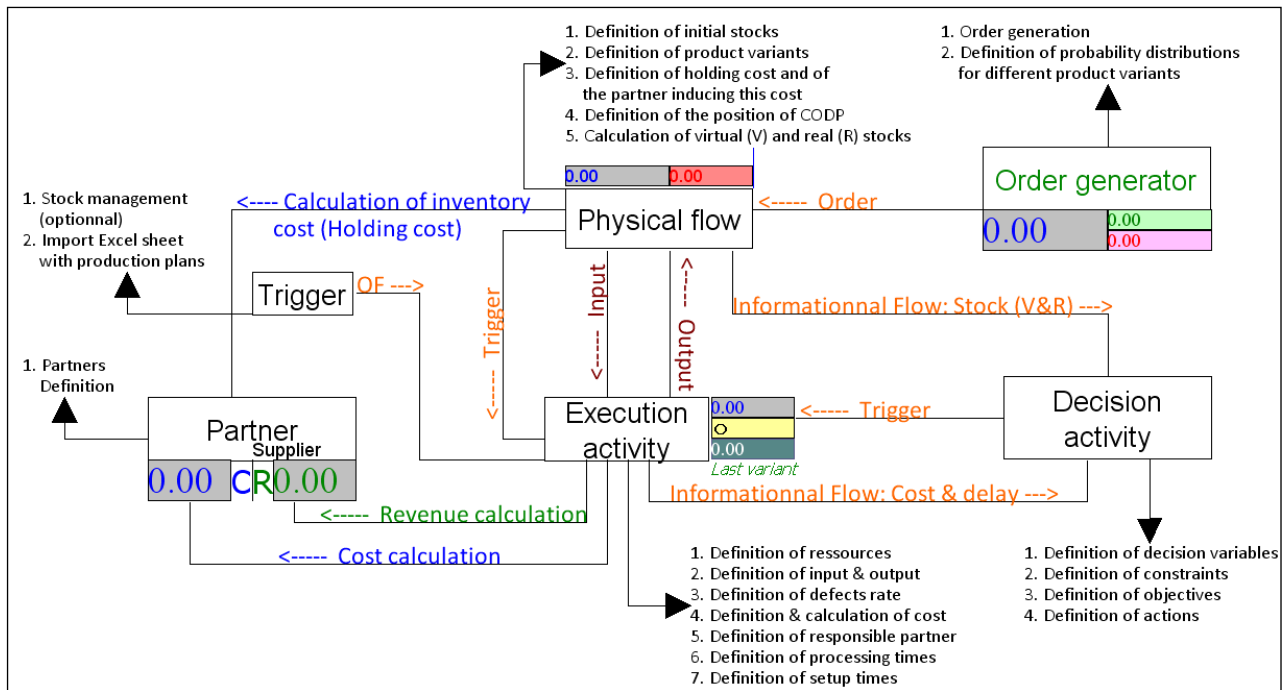 1. Definition of initial stocks
2. Definition of product variants
3. Definition of holding cost and of
the partner inducing this cost
4. Definition of the position of CODP
5. Calculation of virtual (V) and real (R) stocks
1. Order generation
2. Definition of probability distributions
for different product variants
0.00 0.00
Physical flow
<----- Order
Order generator
0.00
0.00
0.00
1. Stock management
(optionnal)
2. Import Excel sheet
with production plans
<---- Calculation of inventory
cost (Holding cost)
Trigger
OF --->
<----- Trigger
<----- Input
Output ----->
Informationnal Flow: Stock (V&R) --->
1. Partners
Definition
Partner
Supplier
0.00 C R 0.00
Execution
activity
0.00
O
0.00
Last variant
<----- Trigger
Decision
activity
Informationnal Flow: Cost & delay --->
<----- Revenue calculation
<----- Cost calculation
1. Definition of ressources
2. Definition of input & output
3. Definition of defects rate
4. Definition & calculation of cost
5. Definition of responsible partner
6. Definition of processing times
7. Definition of setup times
1. Definition of decision variables
2. Definition of constraints
3. Definition of objectives
4. Definition of actions